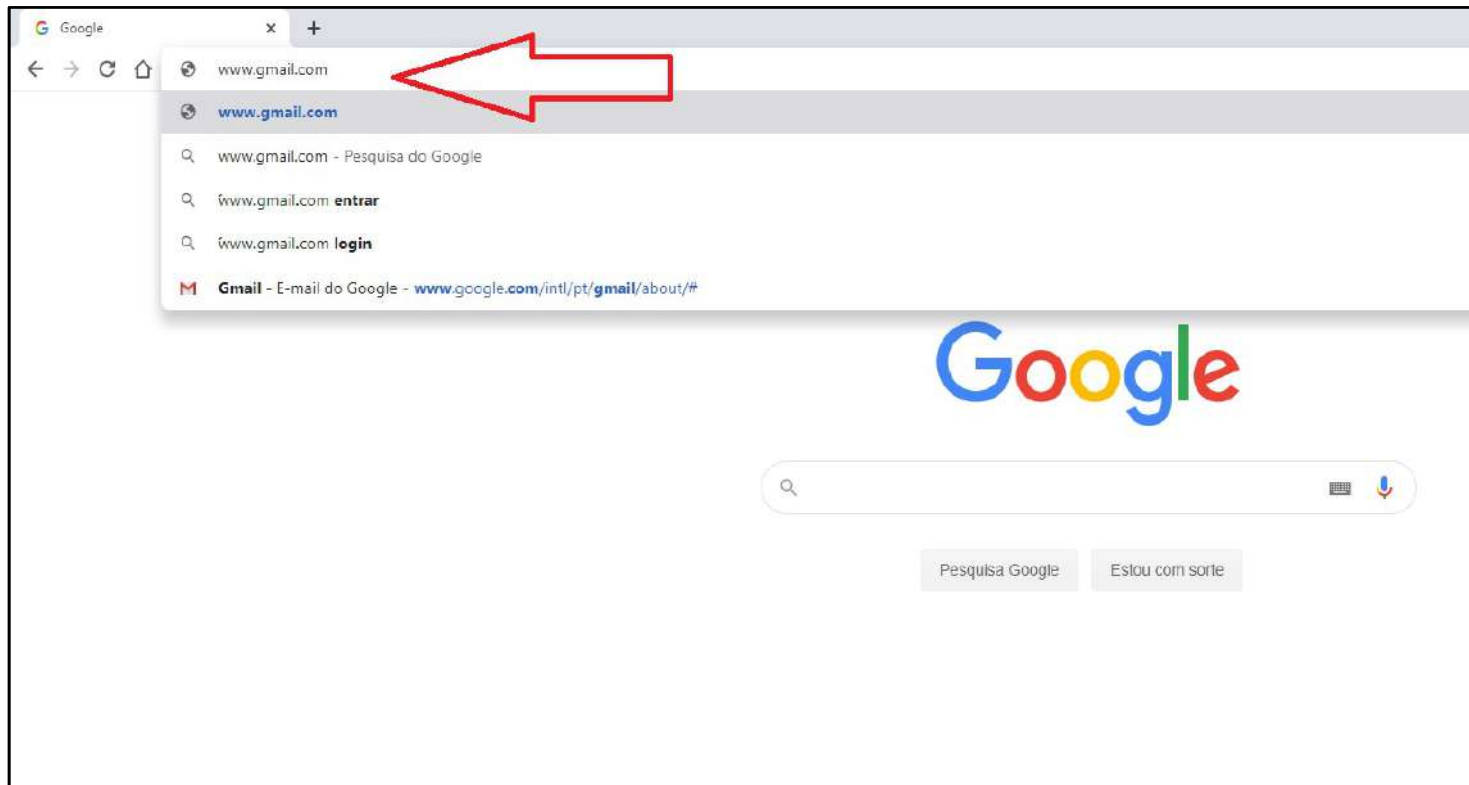 Google
www.gmail.com
www.gmail.com
www.gmail.com - Pesquisa do Google
www.gmail.com entrar
www.gmail.com login
Gmail - E-mail do Google - www.google.com/intl/pt/gmail/about/#
Google
Pesquisa Google Estou com sorte